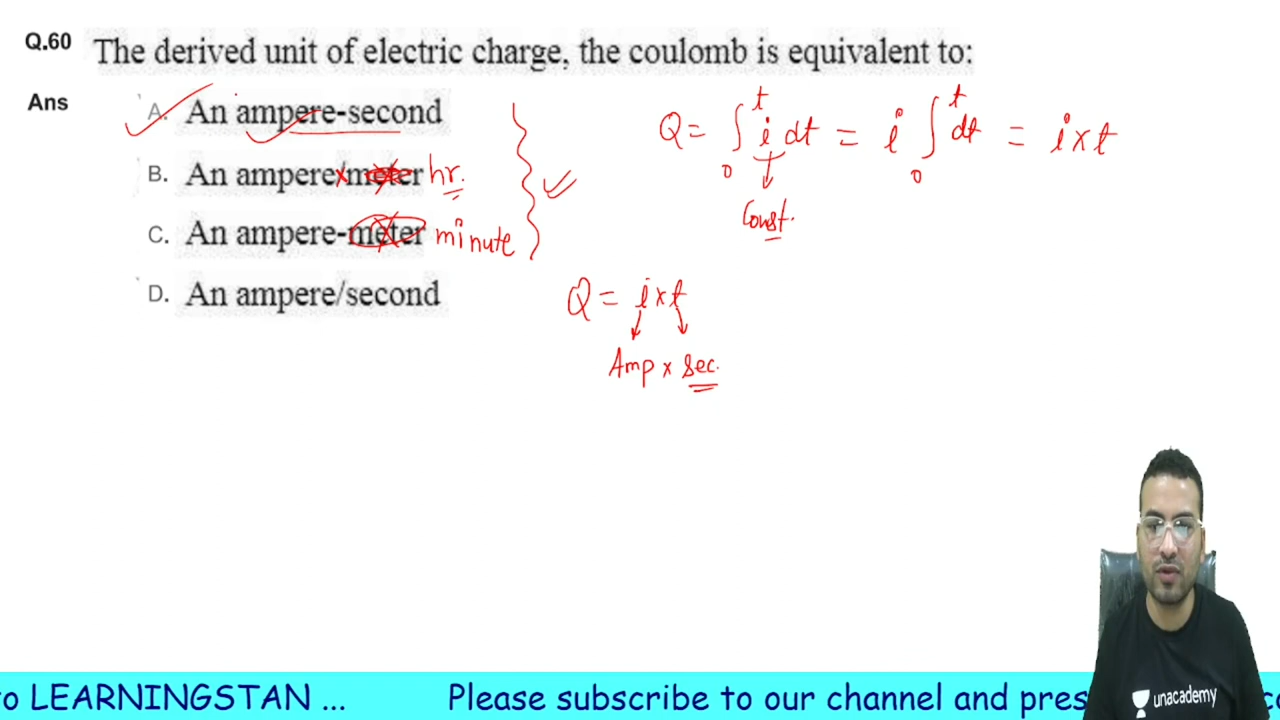 Q.60 The derived unit of electric charge, the coulomb is equivalent to:
Ans A. An ampere-second
B. An ampere/meter hr.
C. An ampere-meter minute
D. An ampere/second
Q = ∫₀ᵗ i dt = i ∫₀ᵗ dt = i × t
Const.
Q = i × t
Amp × Sec.
unacademy
to LEARNINGSTAN ... Please subscribe to our channel and pres